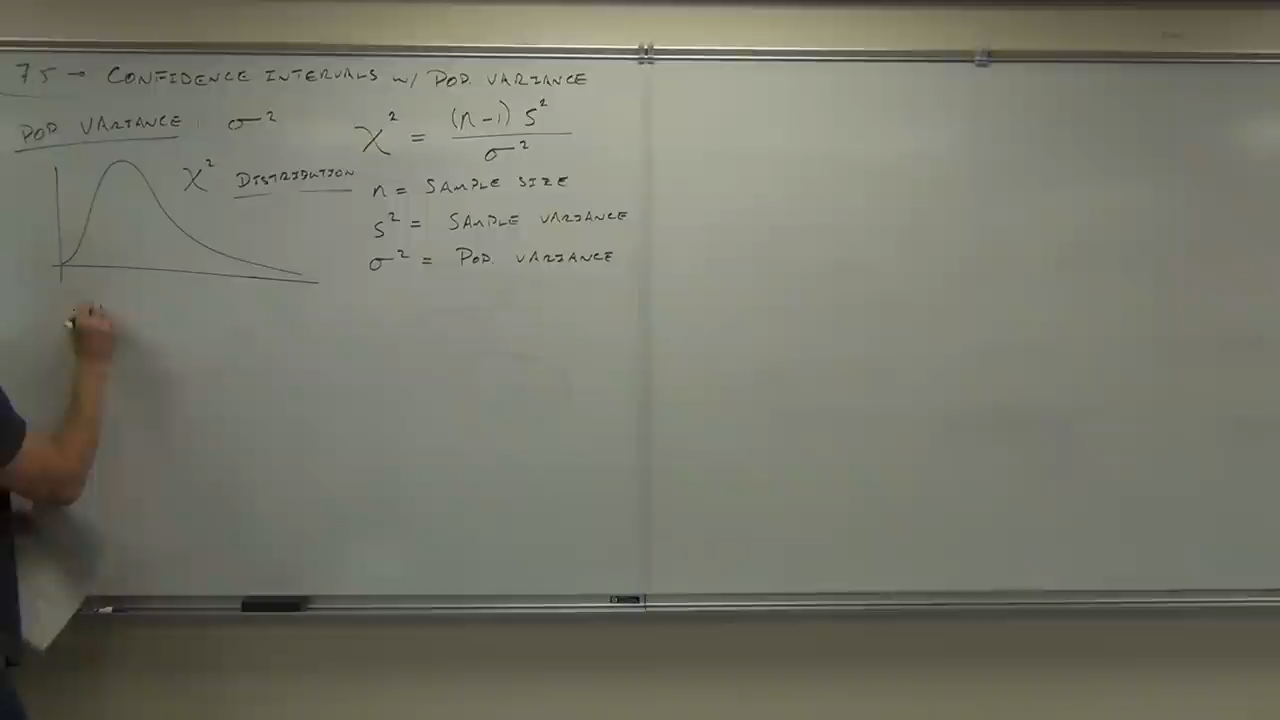 7.5 → CONFIDENCE INTERVALS w/ POP. VARIANCE
POP VARIANCE : σ²
χ² = (n-1) s² / σ²
χ² DISTRIBUTION
n = SAMPLE SIZE
s² = SAMPLE VARIANCE
σ² = POP. VARIANCE